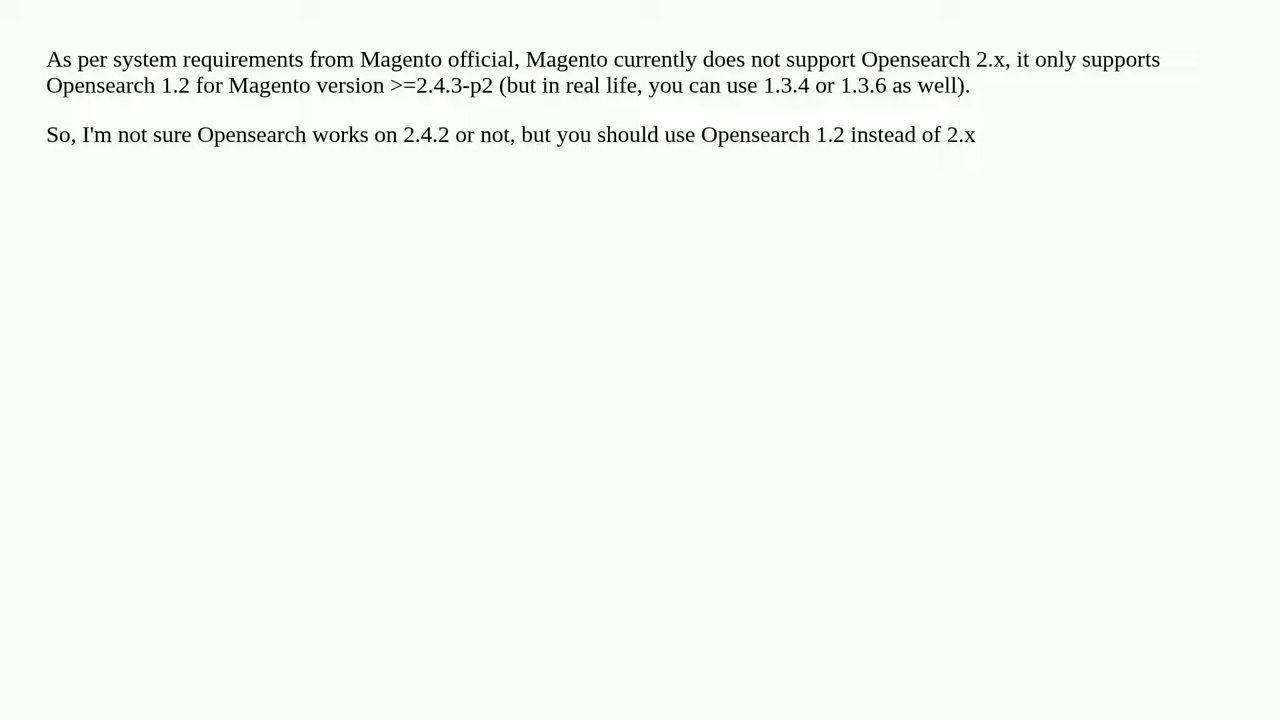 As per system requirements from Magento official, Magento currently does not support Opensearch 2.x, it only supports
Opensearch 1.2 for Magento version >=2.4.3-p2 (but in real life, you can use 1.3.4 or 1.3.6 as well).
So, I'm not sure Opensearch works on 2.4.2 or not, but you should use Opensearch 1.2 instead of 2.x